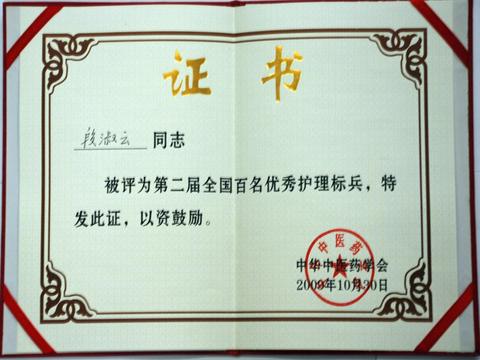 证书
段淑云 同志
被评为第二届全国百名优秀护理标兵，特
发此证，以资鼓励。
中华中医药学会
2009年10月30日